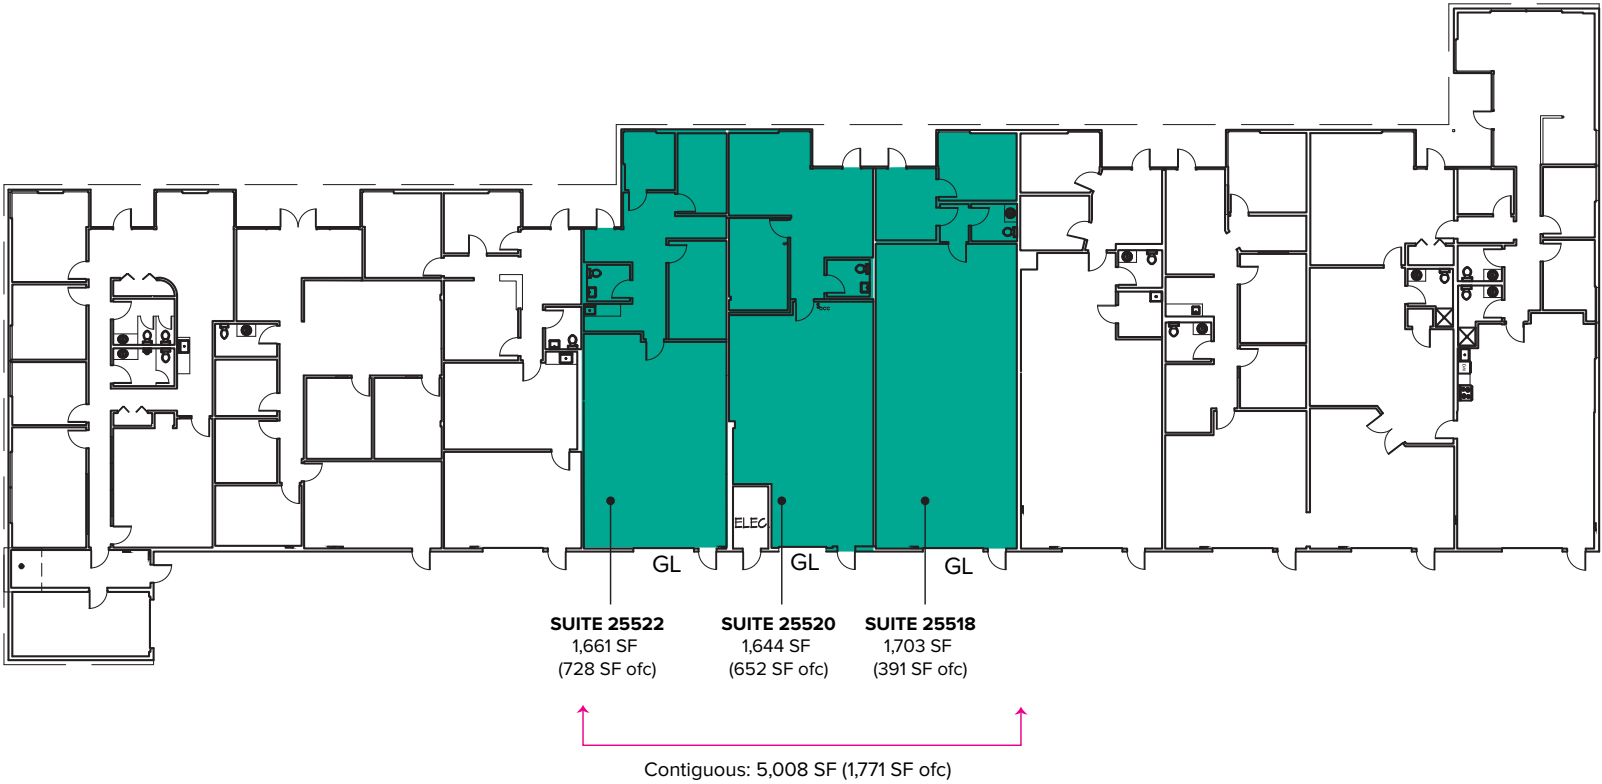 ELEC.
GL
GL
GL
SUITE 25522
1,661 SF
(728 SF ofc)
SUITE 25520
1,644 SF
(652 SF ofc)
SUITE 25518
1,703 SF
(391 SF ofc)
Contiguous: 5,008 SF (1,771 SF ofc)